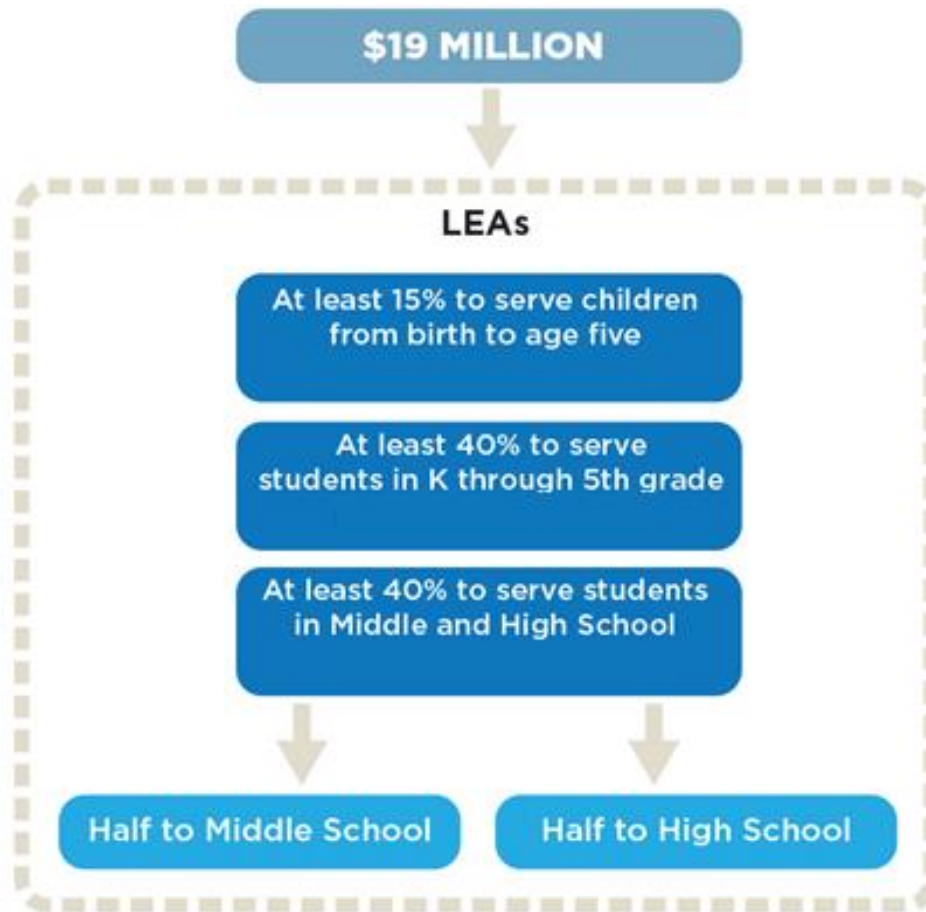 $19 MILLION
LEAs
At least 15% to serve children
from birth to age five
At least 40% to serve
students in K through 5th grade
At least 40% to serve students
in Middle and High School
Half to Middle School
Half to High School